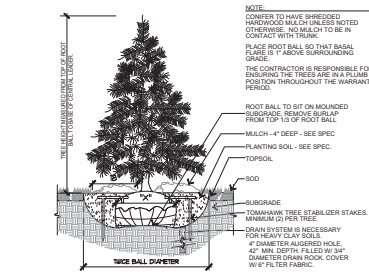 NOTE:
CONIFER TO HAVE SHREDDED
HARDWOOD MULCH UNLESS NOTED
OTHERWISE. NO MULCH TO BE IN
CONTACT WITH TRUNK.
PLACE ROOT BALL SO THAT BASAL
FLARE IS 1" ABOVE SURROUNDING
GRADE.
THE CONTRACTOR IS RESPONSIBLE FOR
ENSURING THE TREES ARE IN A PLUMB
POSITION THROUGHOUT THE WARRANT
PERIOD.
TREE HEIGHT MEASURED FROM TOP OF ROOT
BALL TO BASE OF CENTRAL LEADER.
ROOT BALL TO SIT ON MOUNDED
SUBGRADE, REMOVE BURLAP
FROM TOP 1/3 OF ROOT BALL
MULCH - 4" DEEP - SEE SPEC
PLANTING SOIL - SEE SPEC.
TOPSOIL
SOD
SUBGRADE
TOMAHAWK TREE STABILIZER STAKES.
MINIMUM (2) PER TREE.
DRAIN SYSTEM IS NECESSARY
FOR HEAVY CLAY SOILS.
4" DIAMETER AUGERED HOLE,
42" MIN. DEPTH. FILLED W/ 3/4"
DIAMETER DRAIN ROCK. COVER
W/ 6" FILTER FABRIC.
TWICE BALL DIAMETER